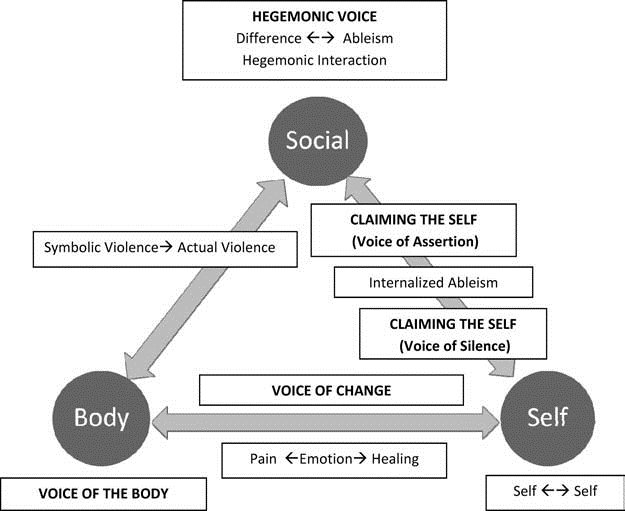 HEGEMONIC VOICE
Difference ←→ Ableism
Hegemonic Interaction
Social
CLAIMING THE SELF
(Voice of Assertion)
Symbolic Violence→ Actual Violence
Internalized Ableism
CLAIMING THE SELF
(Voice of Silence)
VOICE OF CHANGE
Body
Self
Pain ←Emotion→ Healing
VOICE OF THE BODY
Self ←→ Self